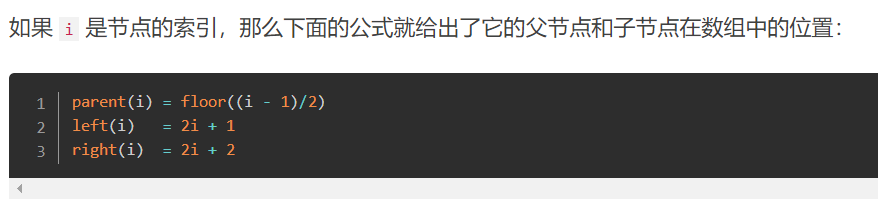 如果 i 是节点的索引，那么下面的公式就给出了它的父节点和子节点在数组中的位置：
1 parent(i) = floor((i - 1)/2)
2 left(i)   = 2i + 1
3 right(i)  = 2i + 2